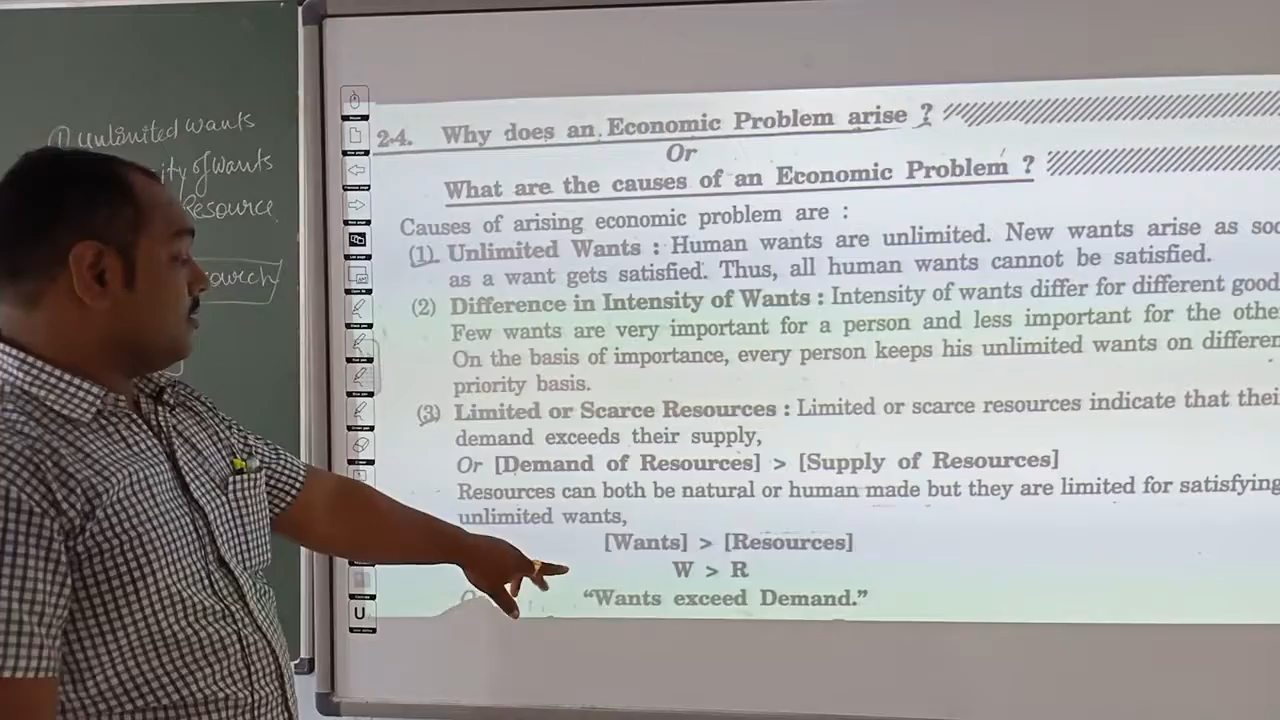 ① Unlimited wants
ity of wants
Resource
2·4. Why does an Economic Problem arise ?
Or
What are the causes of an Economic Problem ?
Causes of arising economic problem are :
(1) Unlimited Wants : Human wants are unlimited. New wants arise as soo
as a want gets satisfied. Thus, all human wants cannot be satisfied.
(2) Difference in Intensity of Wants : Intensity of wants differ for different good
Few wants are very important for a person and less important for the othe
On the basis of importance, every person keeps his unlimited wants on differen
priority basis.
(3) Limited or Scarce Resources : Limited or scarce resources indicate that thei
demand exceeds their supply,
Or [Demand of Resources] > [Supply of Resources]
Resources can both be natural or human made but they are limited for satisfying
unlimited wants,
[Wants] > [Resources]
W > R
“Wants exceed Demand.”
U